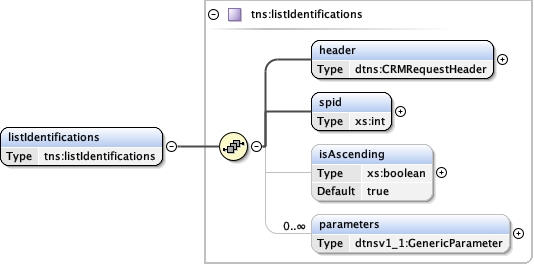 tns:listIdentifications
header
Type dtns:CRMRequestHeader
spid
Type xs:int
listIdentifications
Type tns:listIdentifications
isAscending
Type xs:boolean
Default true
0..∞
parameters
Type dtnsv1_1:GenericParameter